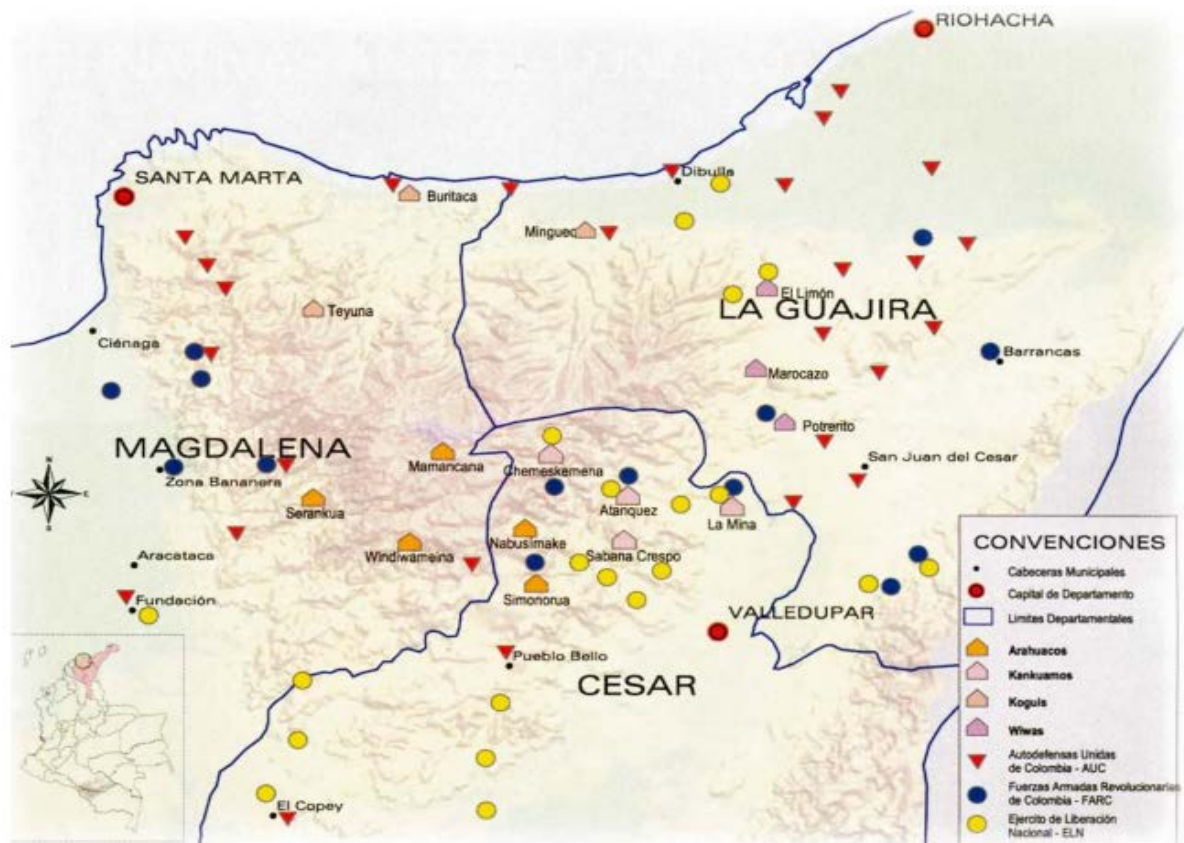 RIOHACHA
SANTA MARTA
Dibulla
Buritaca
Mingueo
El Limón
LA GUAJIRA
Teyuna
Ciénaga
Barrancas
Marocazo
Potrerito
MAGDALENA
Mamancana
Chemeskemena
San Juan del Cesar
Zona Bananera
Serankua
Atanquez
La Mina
N
E
S
Nabusimake
Sabana Crespo
Windiwameina
Aracataca
Simonorua
Fundación
VALLEDUPAR
Pueblo Bello
CESAR
El Copey
CONVENCIONES
Cabeceras Municipales
Capital de Departamento
Limites Departamentales
Arahuacos
Kankuamos
Koguis
Wiwas
Autodefensas Unidas
de Colombia - AUC
Fuerzas Armadas Revolucionarias
de Colombia - FARC
Ejercito de Liberación
Nacional - ELN